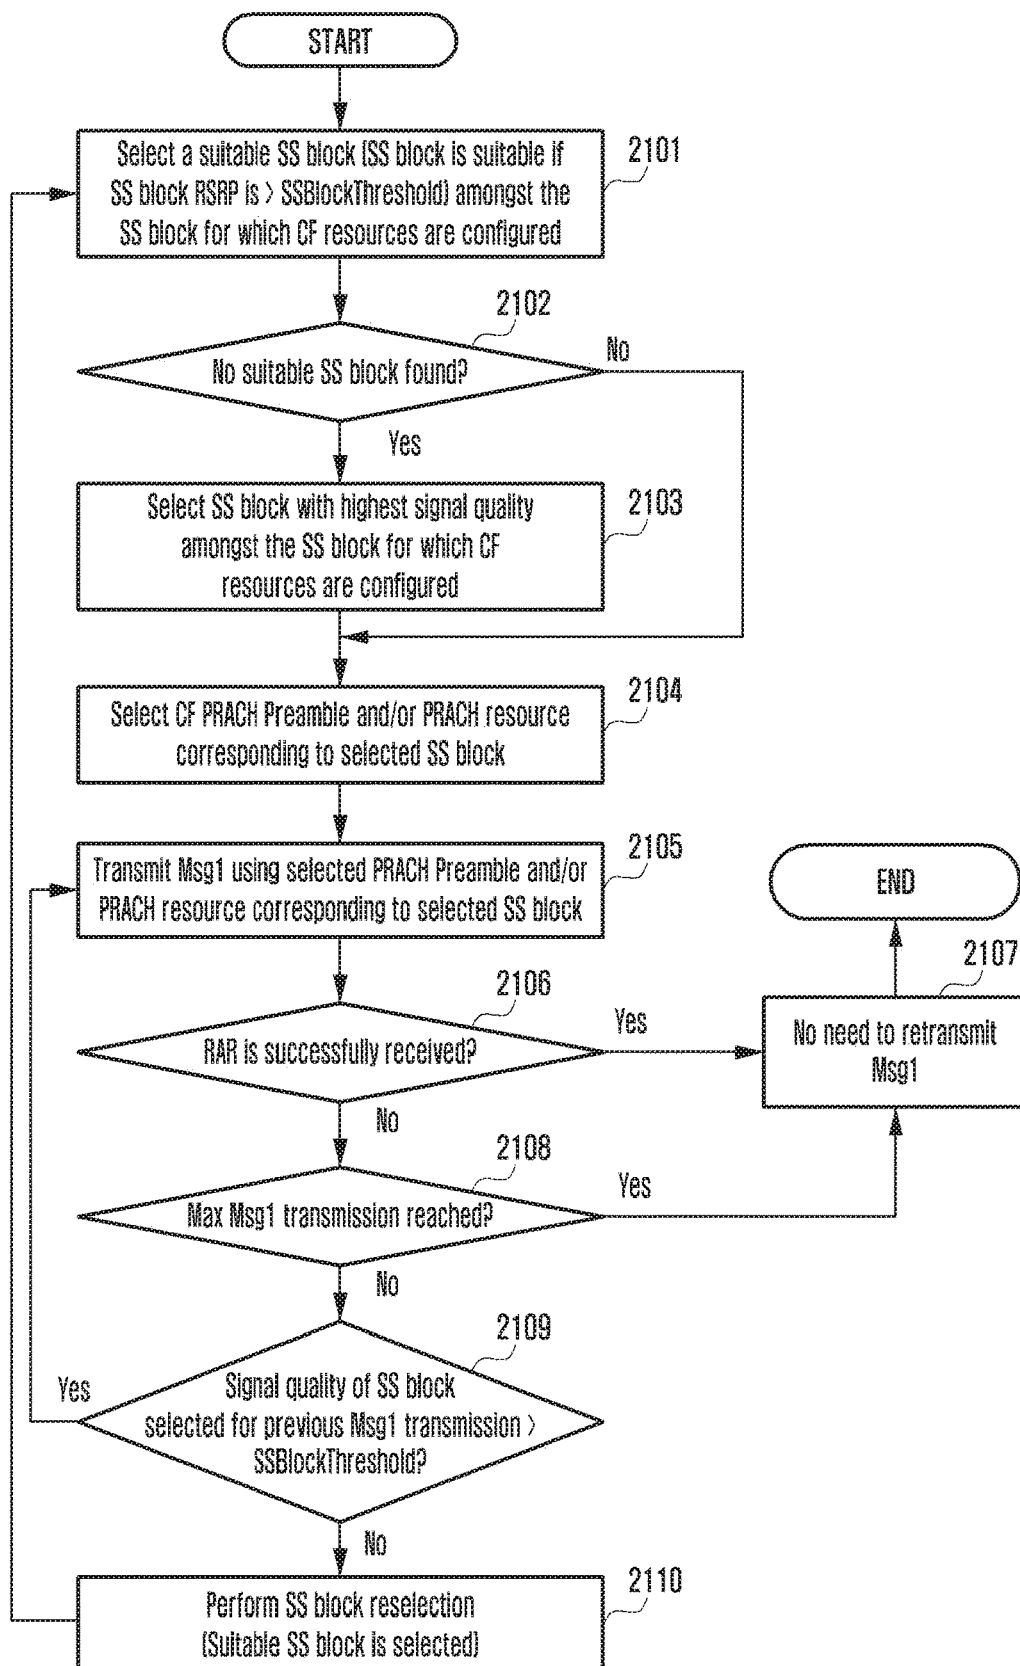 START
Select a suitable SS block (SS block is suitable if
SS block RSRP is > SSBlockThreshold) amongst the
SS block for which CF resources are configured
2101
2102
No suitable SS block found?
No
Yes
Select SS block with highest signal quality
amongst the SS block for which CF
resources are configured
2103
Select CF PRACH Preamble and/or PRACH resource
corresponding to selected SS block
2104
Transmit Msg1 using selected PRACH Preamble and/or
PRACH resource corresponding to selected SS block
2105
END
2106
RAR is successfully received?
Yes
No
2107
No need to retransmit
Msg1
2108
Max Msg1 transmission reached?
Yes
No
2109
Signal quality of SS block
selected for previous Msg1 transmission >
SSBlockThreshold?
Yes
No
Perform SS block reselection
(Suitable SS block is selected)
2110